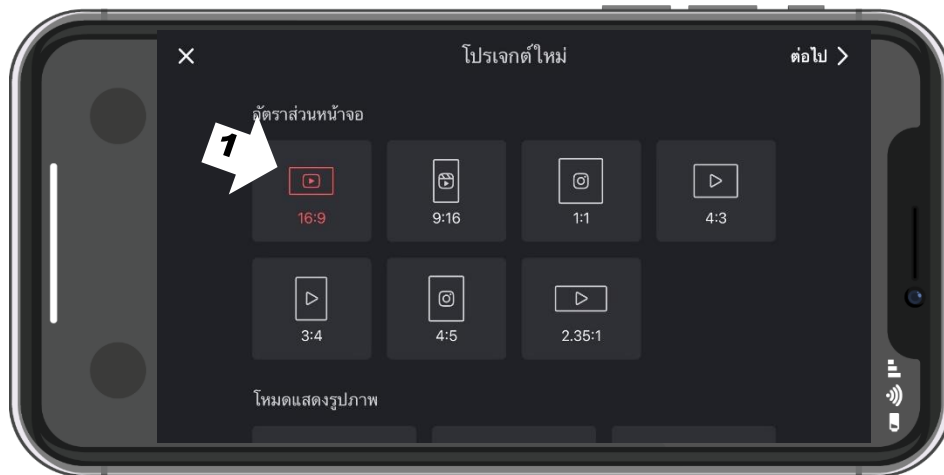 โปรเจกต์ใหม่
ต่อไป
อัตราส่วนหน้าจอ
1
16:9
9:16
1:1
4:3
3:4
4:5
2.35:1
โหมดแสดงรูปภาพ